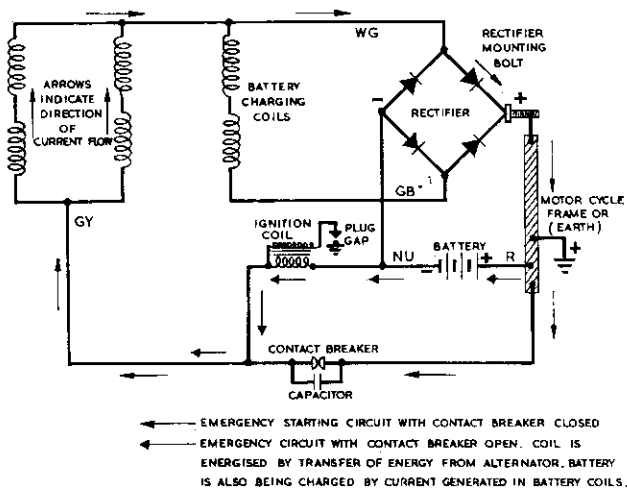 WG
RECTIFIER
MOUNTING
BOLT
ARROWS
INDICATE
DIRECTION
OF
CURRENT FLOW
BATTERY
CHARGING
COILS
-
RECTIFIER
+
GB
GY
IGNITION
COIL
PLUG
GAP
MOTOR CYCLE
FRAME OR
(EARTH)
+
BATTERY
NU
- +
R
CONTACT BREAKER
CAPACITOR
EMERGENCY STARTING CIRCUIT WITH CONTACT BREAKER CLOSED
EMERGENCY CIRCUIT WITH CONTACT BREAKER OPEN. COIL IS
ENERGISED BY TRANSFER OF ENERGY FROM ALTERNATOR. BATTERY
IS ALSO BEING CHARGED BY CURRENT GENERATED IN BATTERY COILS.